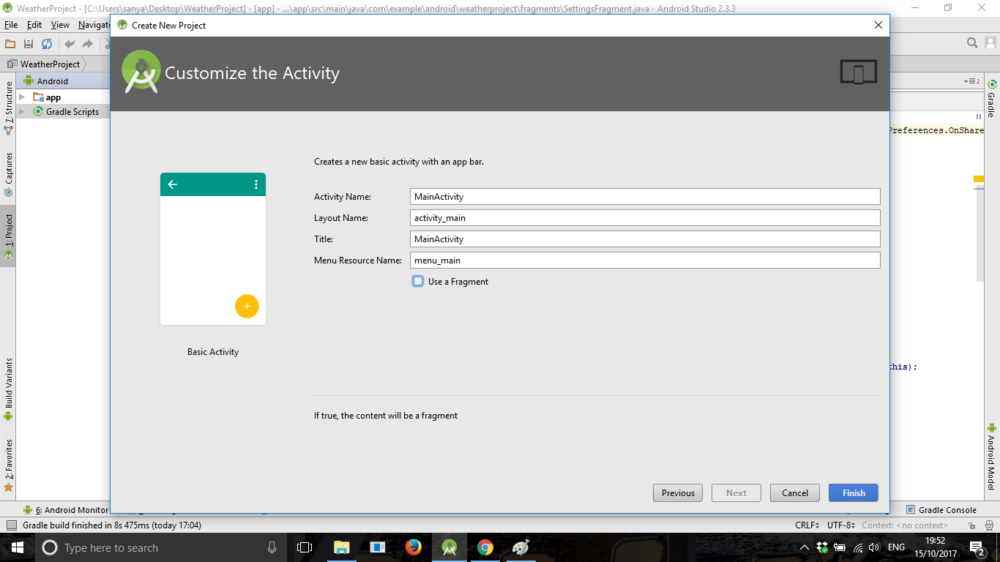 WeatherProject - [C:\Users\sanya\Desktop\WeatherProject] - [app] - ...\app\src\main\java\com\example\android\weatherproject\fragments\SettingsFragment.java - Android Studio 2.3.3
File Edit View Navigat
Create New Project
Customize the Activity
WeatherProject
Android
app
Gradle Scripts
7: Structure
Captures
1: Project
Build Variants
2: Favorites
Creates a new basic activity with an app bar.
Activity Name: MainActivity
Layout Name: activity_main
Title: MainActivity
Menu Resource Name: menu_main
Use a Fragment
Basic Activity
If true, the content will be a fragment
Previous Next Cancel Finish
2
Preferences.OnShare
this);
Gradle
Android Model
6: Android Monitor
Gradle Console
Gradle build finished in 8s 475ms (today 17:04)
CRLF UTF-8 Context: <no context>
Type here to search
ENG
19:52
15/10/2017
2